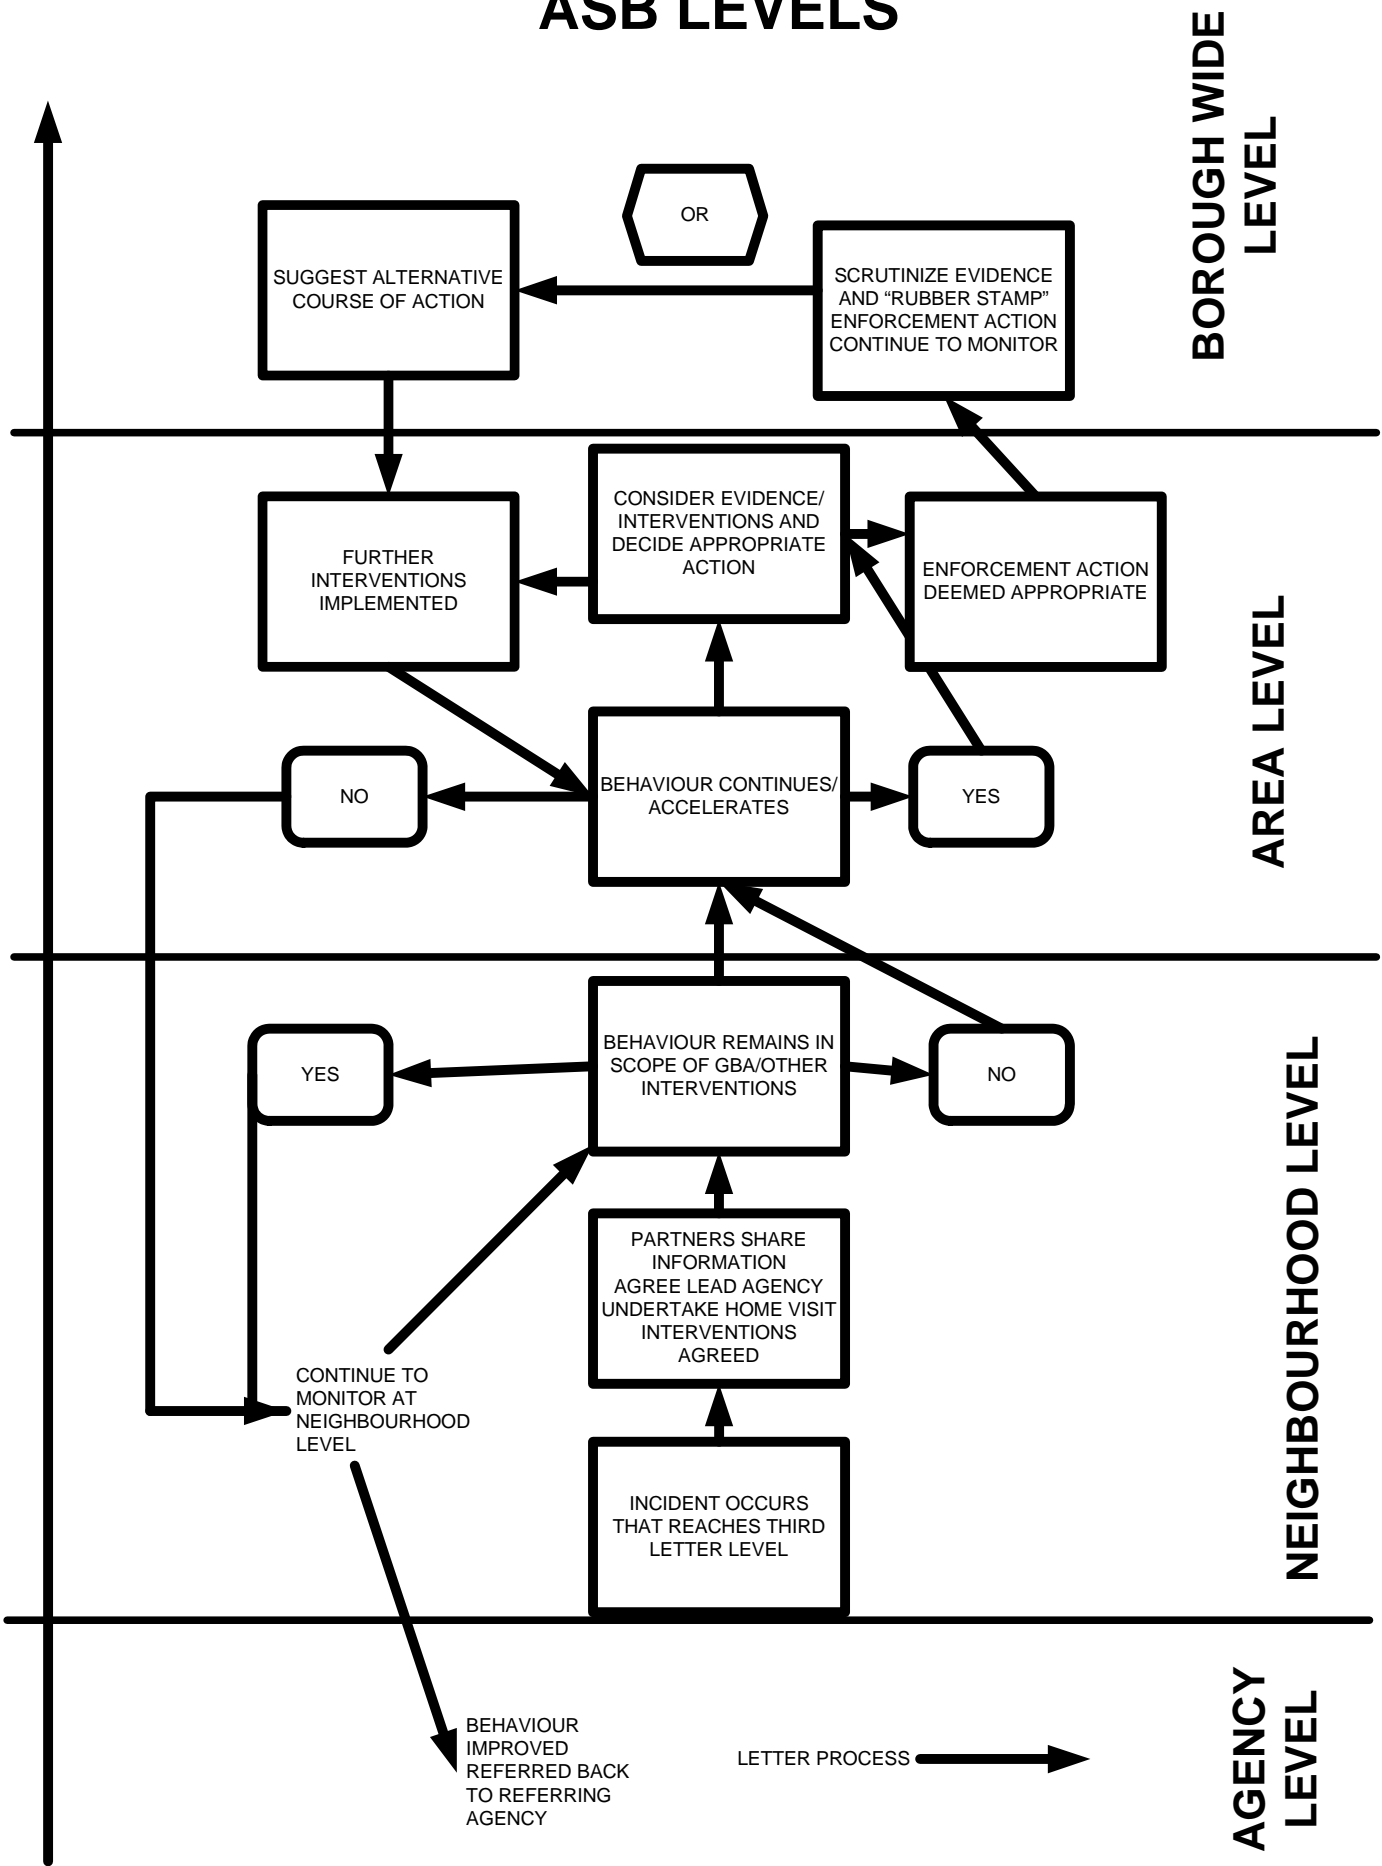 ASB LEVELS
BOROUGH WIDE
LEVEL
OR
SUGGEST ALTERNATIVE
COURSE OF ACTION
SCRUTINIZE EVIDENCE
AND “RUBBER STAMP”
ENFORCEMENT ACTION
CONTINUE TO MONITOR
CONSIDER EVIDENCE/
INTERVENTIONS AND
DECIDE APPROPRIATE
ACTION
FURTHER
INTERVENTIONS
IMPLEMENTED
ENFORCEMENT ACTION
DEEMED APPROPRIATE
AREA LEVEL
NO
BEHAVIOUR CONTINUES/
ACCELERATES
YES
YES
BEHAVIOUR REMAINS IN
SCOPE OF GBA/OTHER
INTERVENTIONS
NO
NEIGHBOURHOOD LEVEL
PARTNERS SHARE
INFORMATION
AGREE LEAD AGENCY
UNDERTAKE HOME VISIT
INTERVENTIONS
AGREED
CONTINUE TO
MONITOR AT
NEIGHBOURHOOD
LEVEL
INCIDENT OCCURS
THAT REACHES THIRD
LETTER LEVEL
BEHAVIOUR
IMPROVED
REFERRED BACK
TO REFERRING
AGENCY
LETTER PROCESS
AGENCY
LEVEL